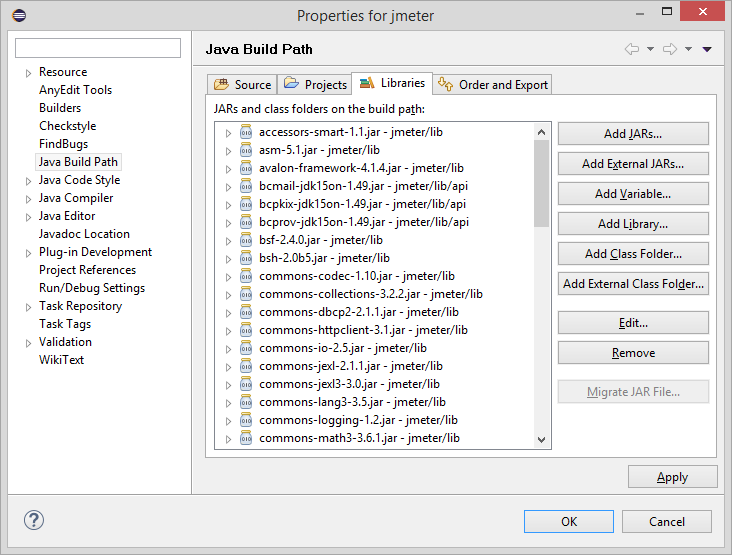 Properties for jmeter
Java Build Path
Resource
AnyEdit Tools
Builders
Checkstyle
FindBugs
Java Build Path
Java Code Style
Java Compiler
Java Editor
Javadoc Location
Plug-in Development
Project References
Run/Debug Settings
Task Repository
Task Tags
Validation
WikiText
Source Projects Libraries Order and Export
JARs and class folders on the build path:
accessors-smart-1.1.jar - jmeter/lib
asm-5.1.jar - jmeter/lib
avalon-framework-4.1.4.jar - jmeter/lib
bcmail-jdk15on-1.49.jar - jmeter/lib/api
bcpkix-jdk15on-1.49.jar - jmeter/lib/api
bcprov-jdk15on-1.49.jar - jmeter/lib/api
bsf-2.4.0.jar - jmeter/lib
bsh-2.0b5.jar - jmeter/lib
commons-codec-1.10.jar - jmeter/lib
commons-collections-3.2.2.jar - jmeter/lib
commons-dbcp2-2.1.1.jar - jmeter/lib
commons-httpclient-3.1.jar - jmeter/lib
commons-io-2.5.jar - jmeter/lib
commons-jexl-2.1.1.jar - jmeter/lib
commons-jexl3-3.0.jar - jmeter/lib
commons-lang3-3.5.jar - jmeter/lib
commons-logging-1.2.jar - jmeter/lib
commons-math3-3.6.1.jar - jmeter/lib
Add JARs...
Add External JARs...
Add Variable...
Add Library...
Add Class Folder...
Add External Class Folder...
Edit...
Remove
Migrate JAR File...
Apply
OK
Cancel